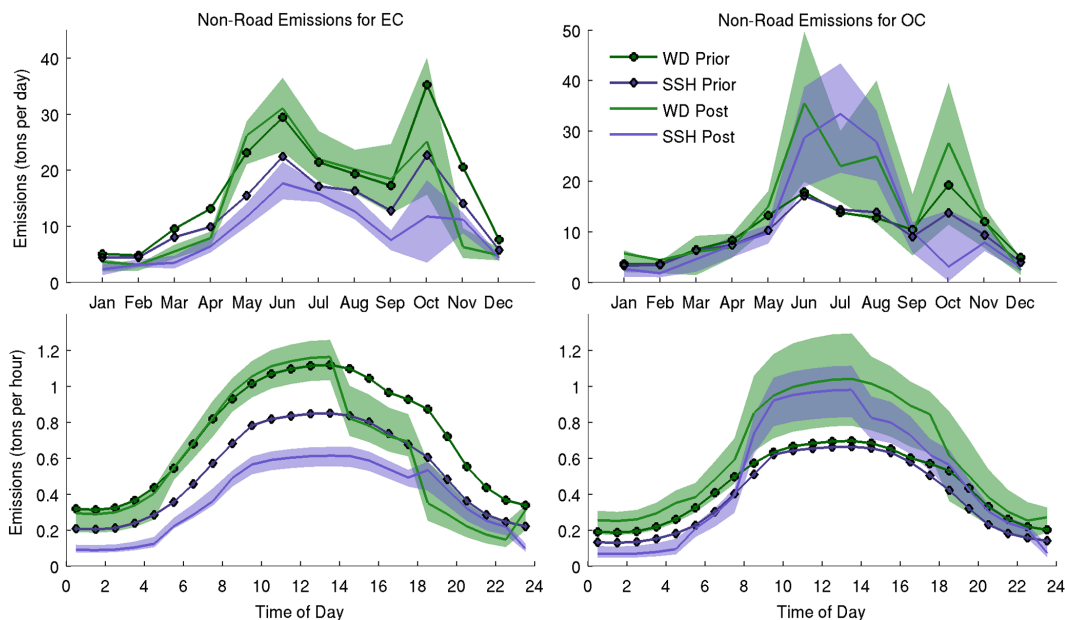 Non-Road Emissions for EC
Non-Road Emissions for OC
Emissions (tons per day)
40
30
20
10
0
Jan Feb Mar Apr May Jun Jul Aug Sep Oct Nov Dec
50
40
30
20
10
0
Jan Feb Mar Apr May Jun Jul Aug Sep Oct Nov Dec
WD Prior
SSH Prior
WD Post
SSH Post
Emissions (tons per hour)
1.2
1
0.8
0.6
0.4
0.2
0
0 2 4 6 8 10 12 14 16 18 20 22 24
Time of Day
1.2
1
0.8
0.6
0.4
0.2
0
2 4 6 8 10 12 14 16 18 20 22 24
Time of Day